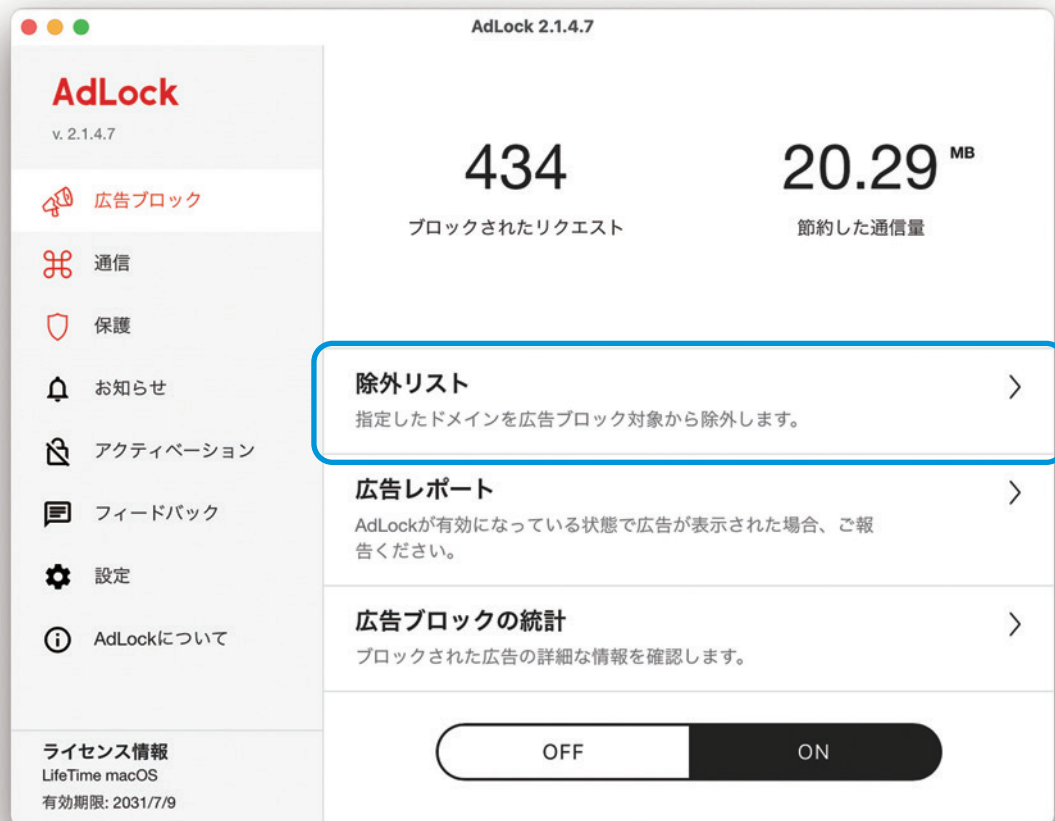 AdLock 2.1.4.7
AdLock
v. 2.1.4.7
広告ブロック
通信
保護
お知らせ
アクティベーション
フィードバック
設定
AdLockについて
ライセンス情報
LifeTime macOS
有効期限: 2031/7/9
434
ブロックされたリクエスト
20.29 MB
節約した通信量
除外リスト
指定したドメインを広告ブロック対象から除外します。
広告レポート
AdLockが有効になっている状態で広告が表示された場合、ご報
告ください。
広告ブロックの統計
ブロックされた広告の詳細な情報を確認します。
OFF
ON